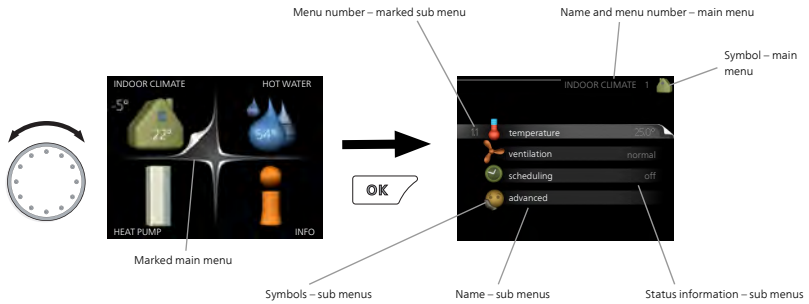 Menu number – marked sub menu
Name and menu number – main menu
Symbol – main
menu
INDOOR CLIMATE
HOT WATER
-5°
22°
54°
HEAT PUMP
INFO
Marked main menu
OK
INDOOR CLIMATE 1
1.1 temperature 25.0°
ventilation normal
scheduling off
advanced
Symbols – sub menus
Name – sub menus
Status information – sub menus